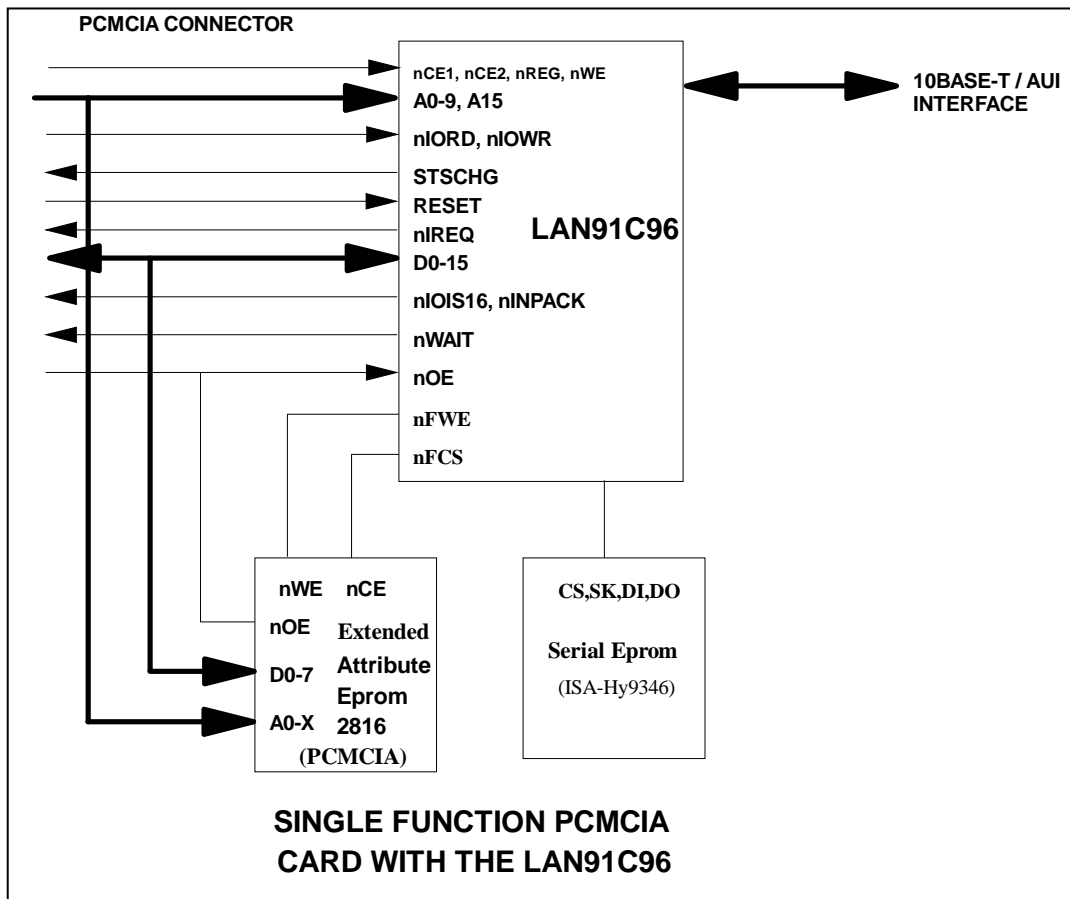 PCMCIA CONNECTOR
nCE1, nCE2, nREG, nWE
A0-9, A15
nIORD, nIOWR
STSCHG
RESET
nIREQ
D0-15
nIOIS16, nINPACK
nWAIT
nOE
nFWE
nFCS
LAN91C96
10BASE-T / AUI
INTERFACE
nWE nCE
nOE Extended
D0-7 Attribute
Eprom
A0-X 2816
(PCMCIA)
CS,SK,DI,DO
Serial Eprom
(ISA-Hy9346)
SINGLE FUNCTION PCMCIA
CARD WITH THE LAN91C96